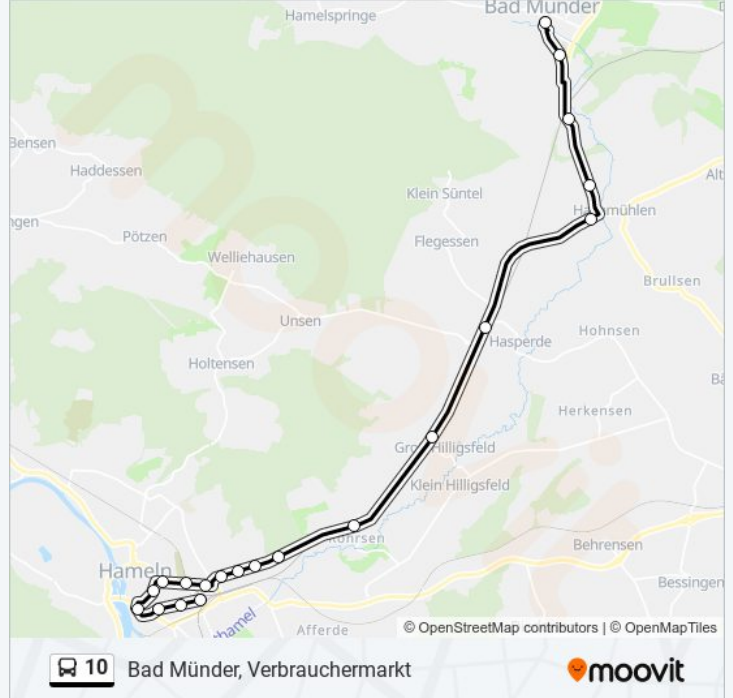 Bad Münder
Hamelspringe
Bensen
Haddessen
Klein Süntel
Pötzen
Flegessen
Welliehausen
Brullsen
Unsen
Hohnsen
Hasperde
Holtensen
Herkensen
Klein Hilligsfeld
Behrensen
Hameln
Bessingen
Afferde
© OpenStreetMap contributors | © OpenMapTiles
10 Bad Münder, Verbrauchermarkt moovit